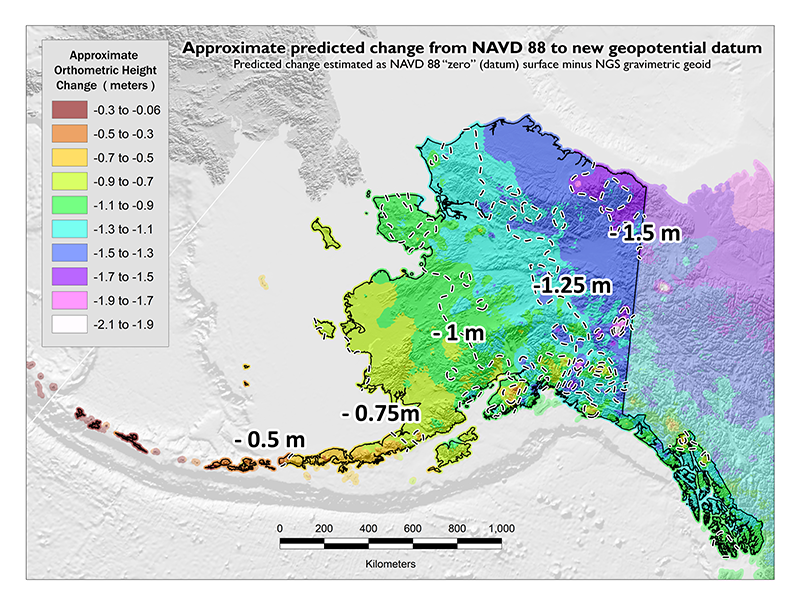 Approximate predicted change from NAVD 88 to new geopotential datum
Predicted change estimated as NAVD 88 "zero" (datum) surface minus NGS gravimetric geoid
Approximate
Orthometric Height
Change ( meters )
-0.3 to -0.06
-0.5 to -0.3
-0.7 to -0.5
-0.9 to -0.7
-1.1 to -0.9
-1.3 to -1.1
-1.5 to -1.3
-1.7 to -1.5
-1.9 to -1.7
-2.1 to -1.9
- 1.5 m
-1.25 m
- 1 m
- 0.75m
- 0.5 m
0 200 400 600 800 1,000
Kilometers